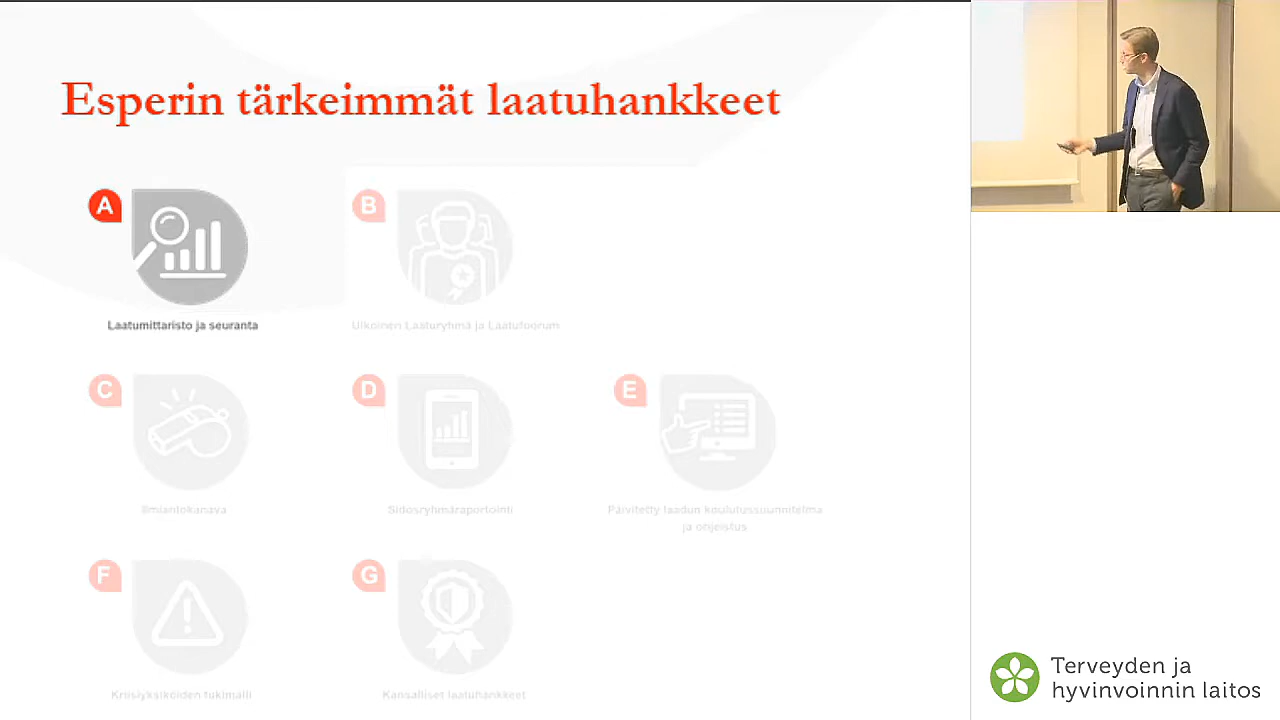 Esperin tärkeimmät laatuhankkeet
A
Laatumittaristo ja seuranta
B
Ulkoinen Laaturyhmä ja Laatufoorum
C
Ilmiantokanava
D
Sidosryhmäraportointi
E
Päivitetty laadun koulutussuunnitelma
ja ohjeistus
F
Kriisiyksiköiden tukimalli
G
Kansalliset laatuhankkeet
Terveyden ja
hyvinvoinnin laitos